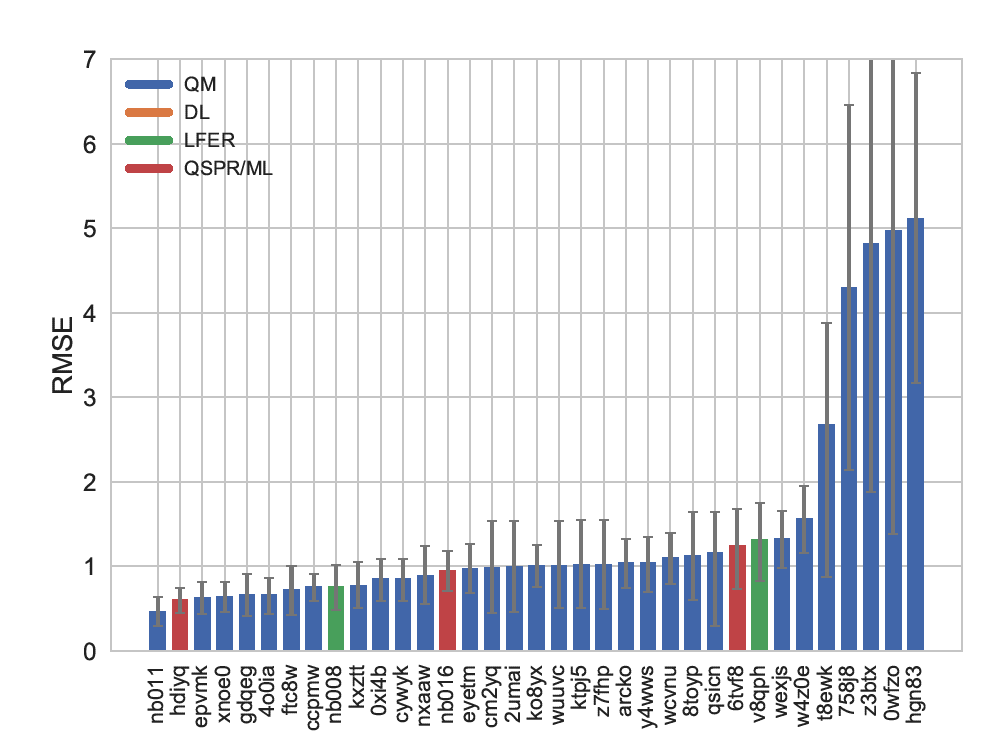 7
6
5
4
3
2
1
0
RMSE
QM
DL
LFER
QSPR/ML
nb011
hdiyq
epvmk
xnoe0
gdqeg
4o0ia
ftc8w
ccpmw
nb008
kxztt
0xi4b
cywyk
nxaaw
nb016
eyetm
cm2yq
2umai
ko8yx
wuuvc
ktpj5
z7fhp
arcko
y4wws
wcvnu
8toyp
qsicn
6tvf8
v8qph
wexjs
w4z0e
t8ewk
758j8
z3btx
0wfzo
hgn83